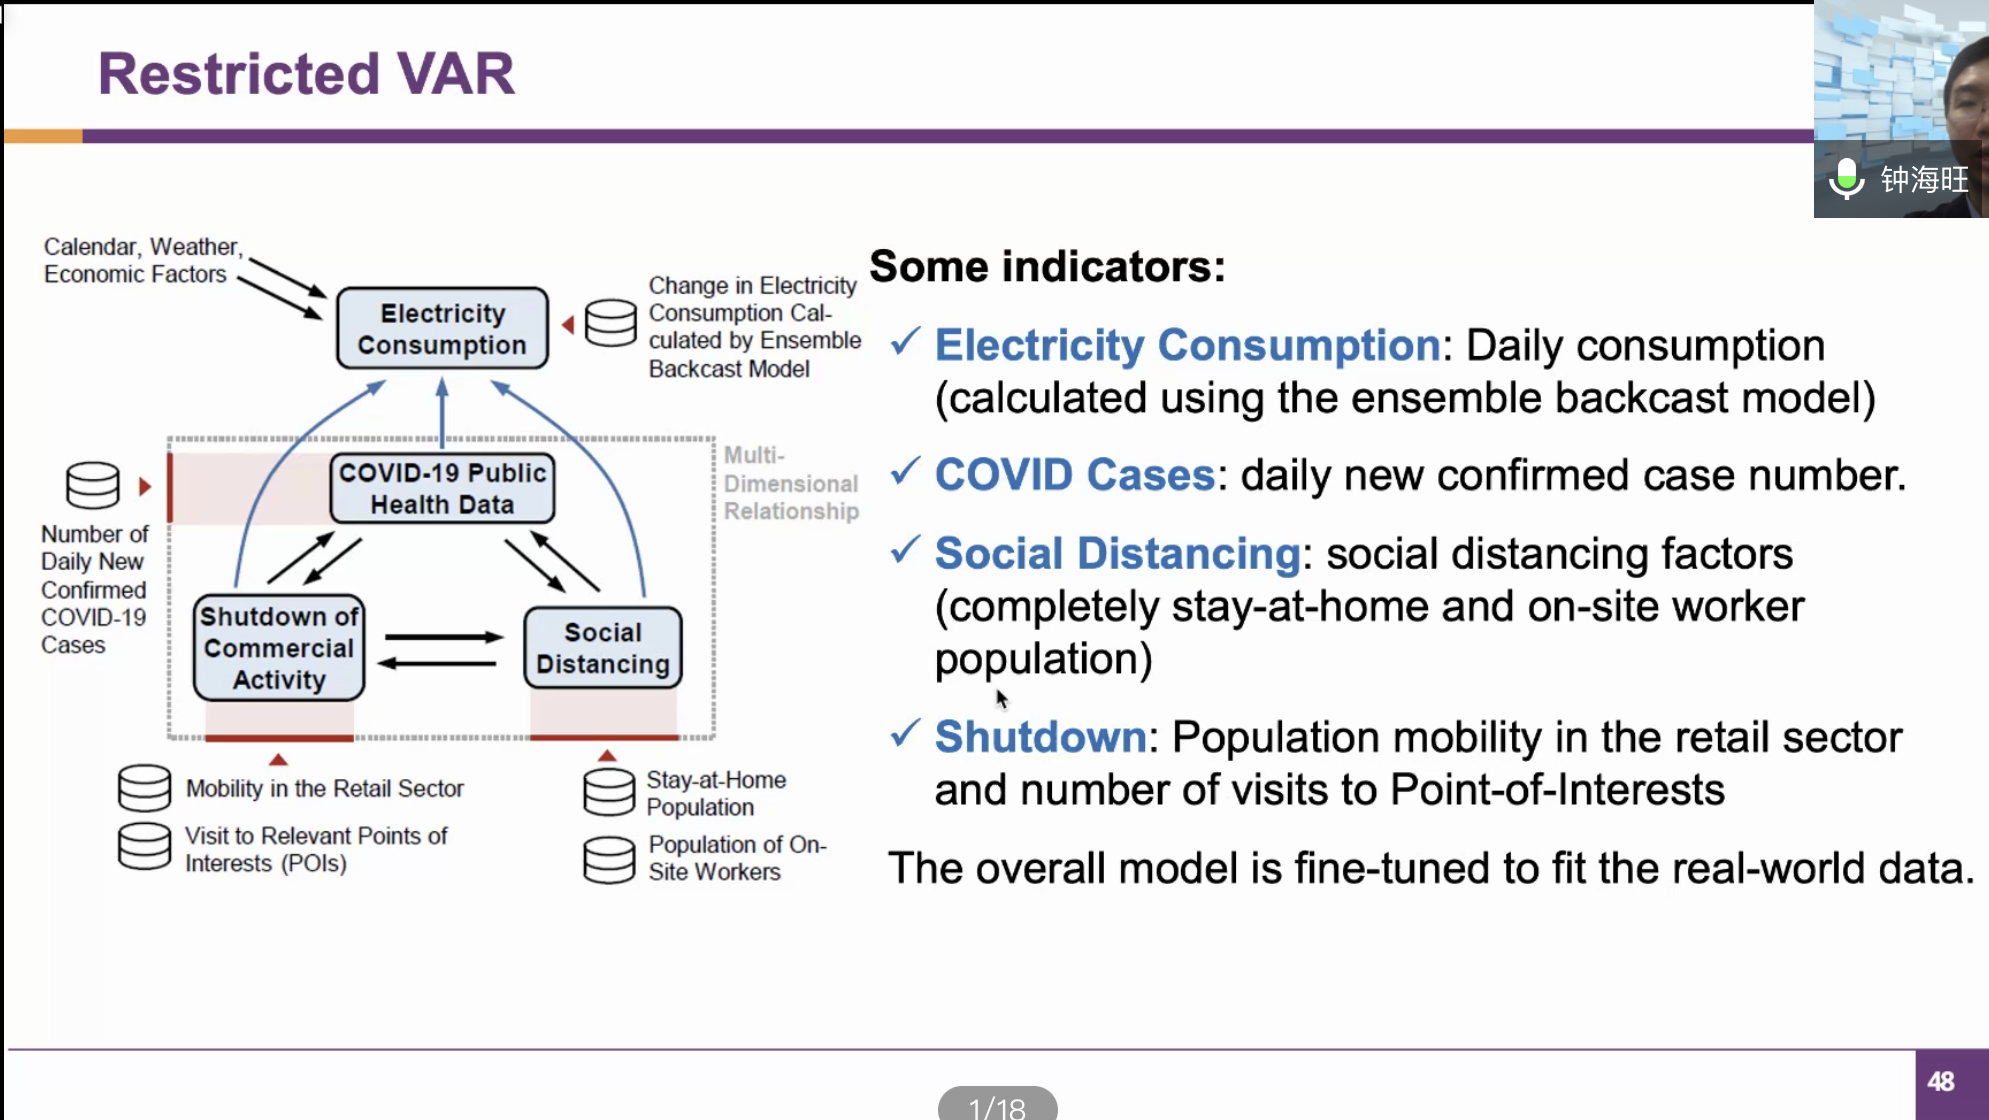 Restricted VAR
钟海旺
Calendar, Weather,
Economic Factors
Electricity
Consumption
Change in Electricity
Consumption Cal-
culated by Ensemble
Backcast Model
Multi-
Dimensional
Relationship
COVID-19 Public
Health Data
Number of
Daily New
Confirmed
COVID-19
Cases
Shutdown of
Commercial
Activity
Social
Distancing
Mobility in the Retail Sector
Visit to Relevant Points of
Interests (POIs)
Stay-at-Home
Population
Population of On-
Site Workers
Some indicators:
✓ Electricity Consumption: Daily consumption
(calculated using the ensemble backcast model)
✓ COVID Cases: daily new confirmed case number.
✓ Social Distancing: social distancing factors
(completely stay-at-home and on-site worker
population)
✓ Shutdown: Population mobility in the retail sector
and number of visits to Point-of-Interests
The overall model is fine-tuned to fit the real-world data.
48
1/18